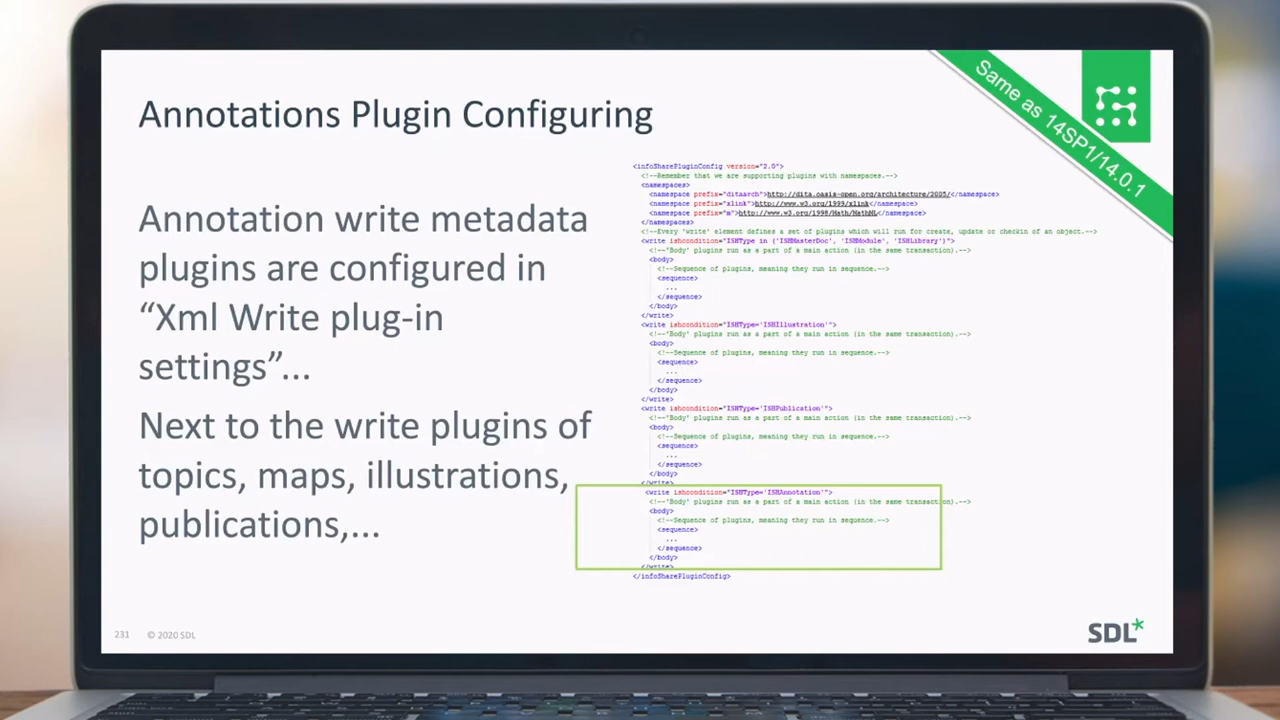 Annotations Plugin Configuring
Same as 14SP1/14.0.1
Annotation write metadata
plugins are configured in
“Xml Write plug-in
settings”...
Next to the write plugins of
topics, maps, illustrations,
publications,...
<infoSharePluginConfig version="2.0">
<!--Remember that we are supporting plugins with namespaces.-->
<namespaces>
<namespace prefix="ditaarch">http://dita.oasis-open.org/architecture/2005/</namespace>
<namespace prefix="xlink">http://www.w3.org/1999/xlink</namespace>
<namespace prefix="m">http://www.w3.org/1998/Math/MathML</namespace>
</namespaces>
<!--Every 'write' element defines a set of plugins which will run for create, update or checkin of an object.-->
<write ishcondition="ISHType in ('ISHMasterDoc', 'ISHModule', 'ISHLibrary')">
<!--'Body' plugins run as a part of a main action (in the same transaction).-->
<body>
<!--Sequence of plugins, meaning they run in sequence.-->
<sequence>
...
</sequence>
</body>
</write>
<write ishcondition="ISHType='ISHIllustration'">
<!--'Body' plugins run as a part of a main action (in the same transaction).-->
<body>
<!--Sequence of plugins, meaning they run in sequence.-->
<sequence>
...
</sequence>
</body>
</write>
<write ishcondition="ISHType='ISHPublication'">
<!--'Body' plugins run as a part of a main action (in the same transaction).-->
<body>
<!--Sequence of plugins, meaning they run in sequence.-->
<sequence>
...
</sequence>
</body>
</write>
<write ishcondition="ISHType='ISHAnnotation'">
<!--'Body' plugins run as a part of a main action (in the same transaction).-->
<body>
<!--Sequence of plugins, meaning they run in sequence.-->
<sequence>
...
</sequence>
</body>
</write>
</infoSharePluginConfig>
231 © 2020 SDL
SDL*